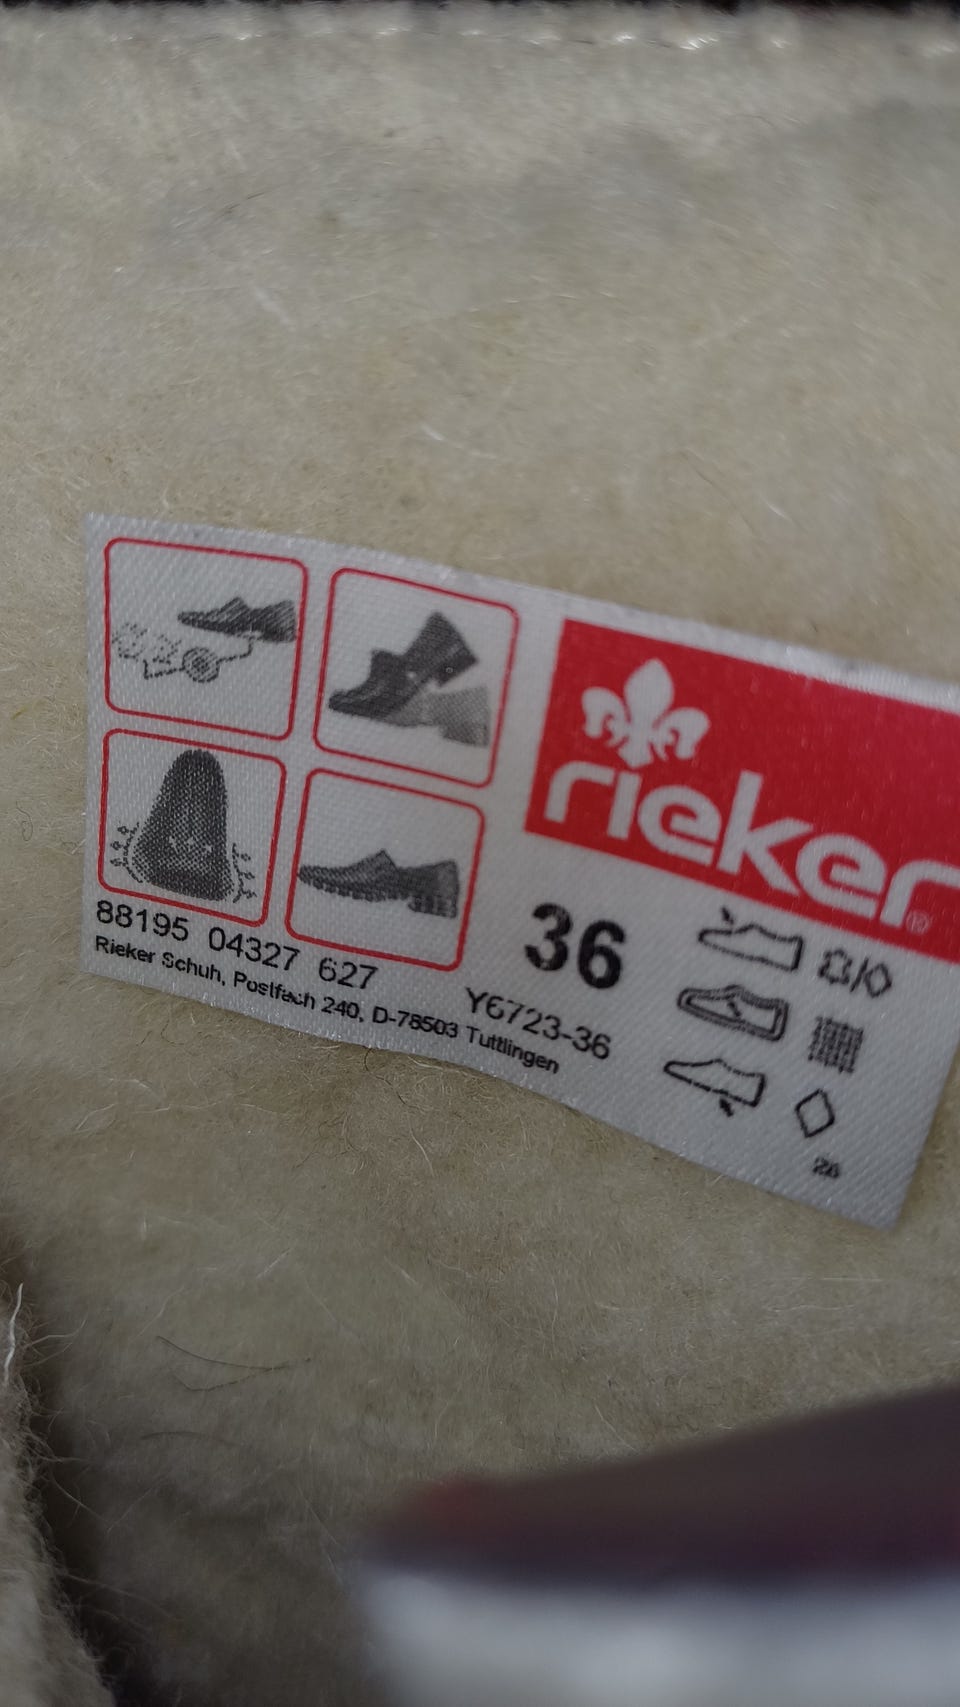 rieker®
36
88195 04327 627
Y6723-36
Rieker Schuh, Postfach 240, D-78503 Tuttlingen